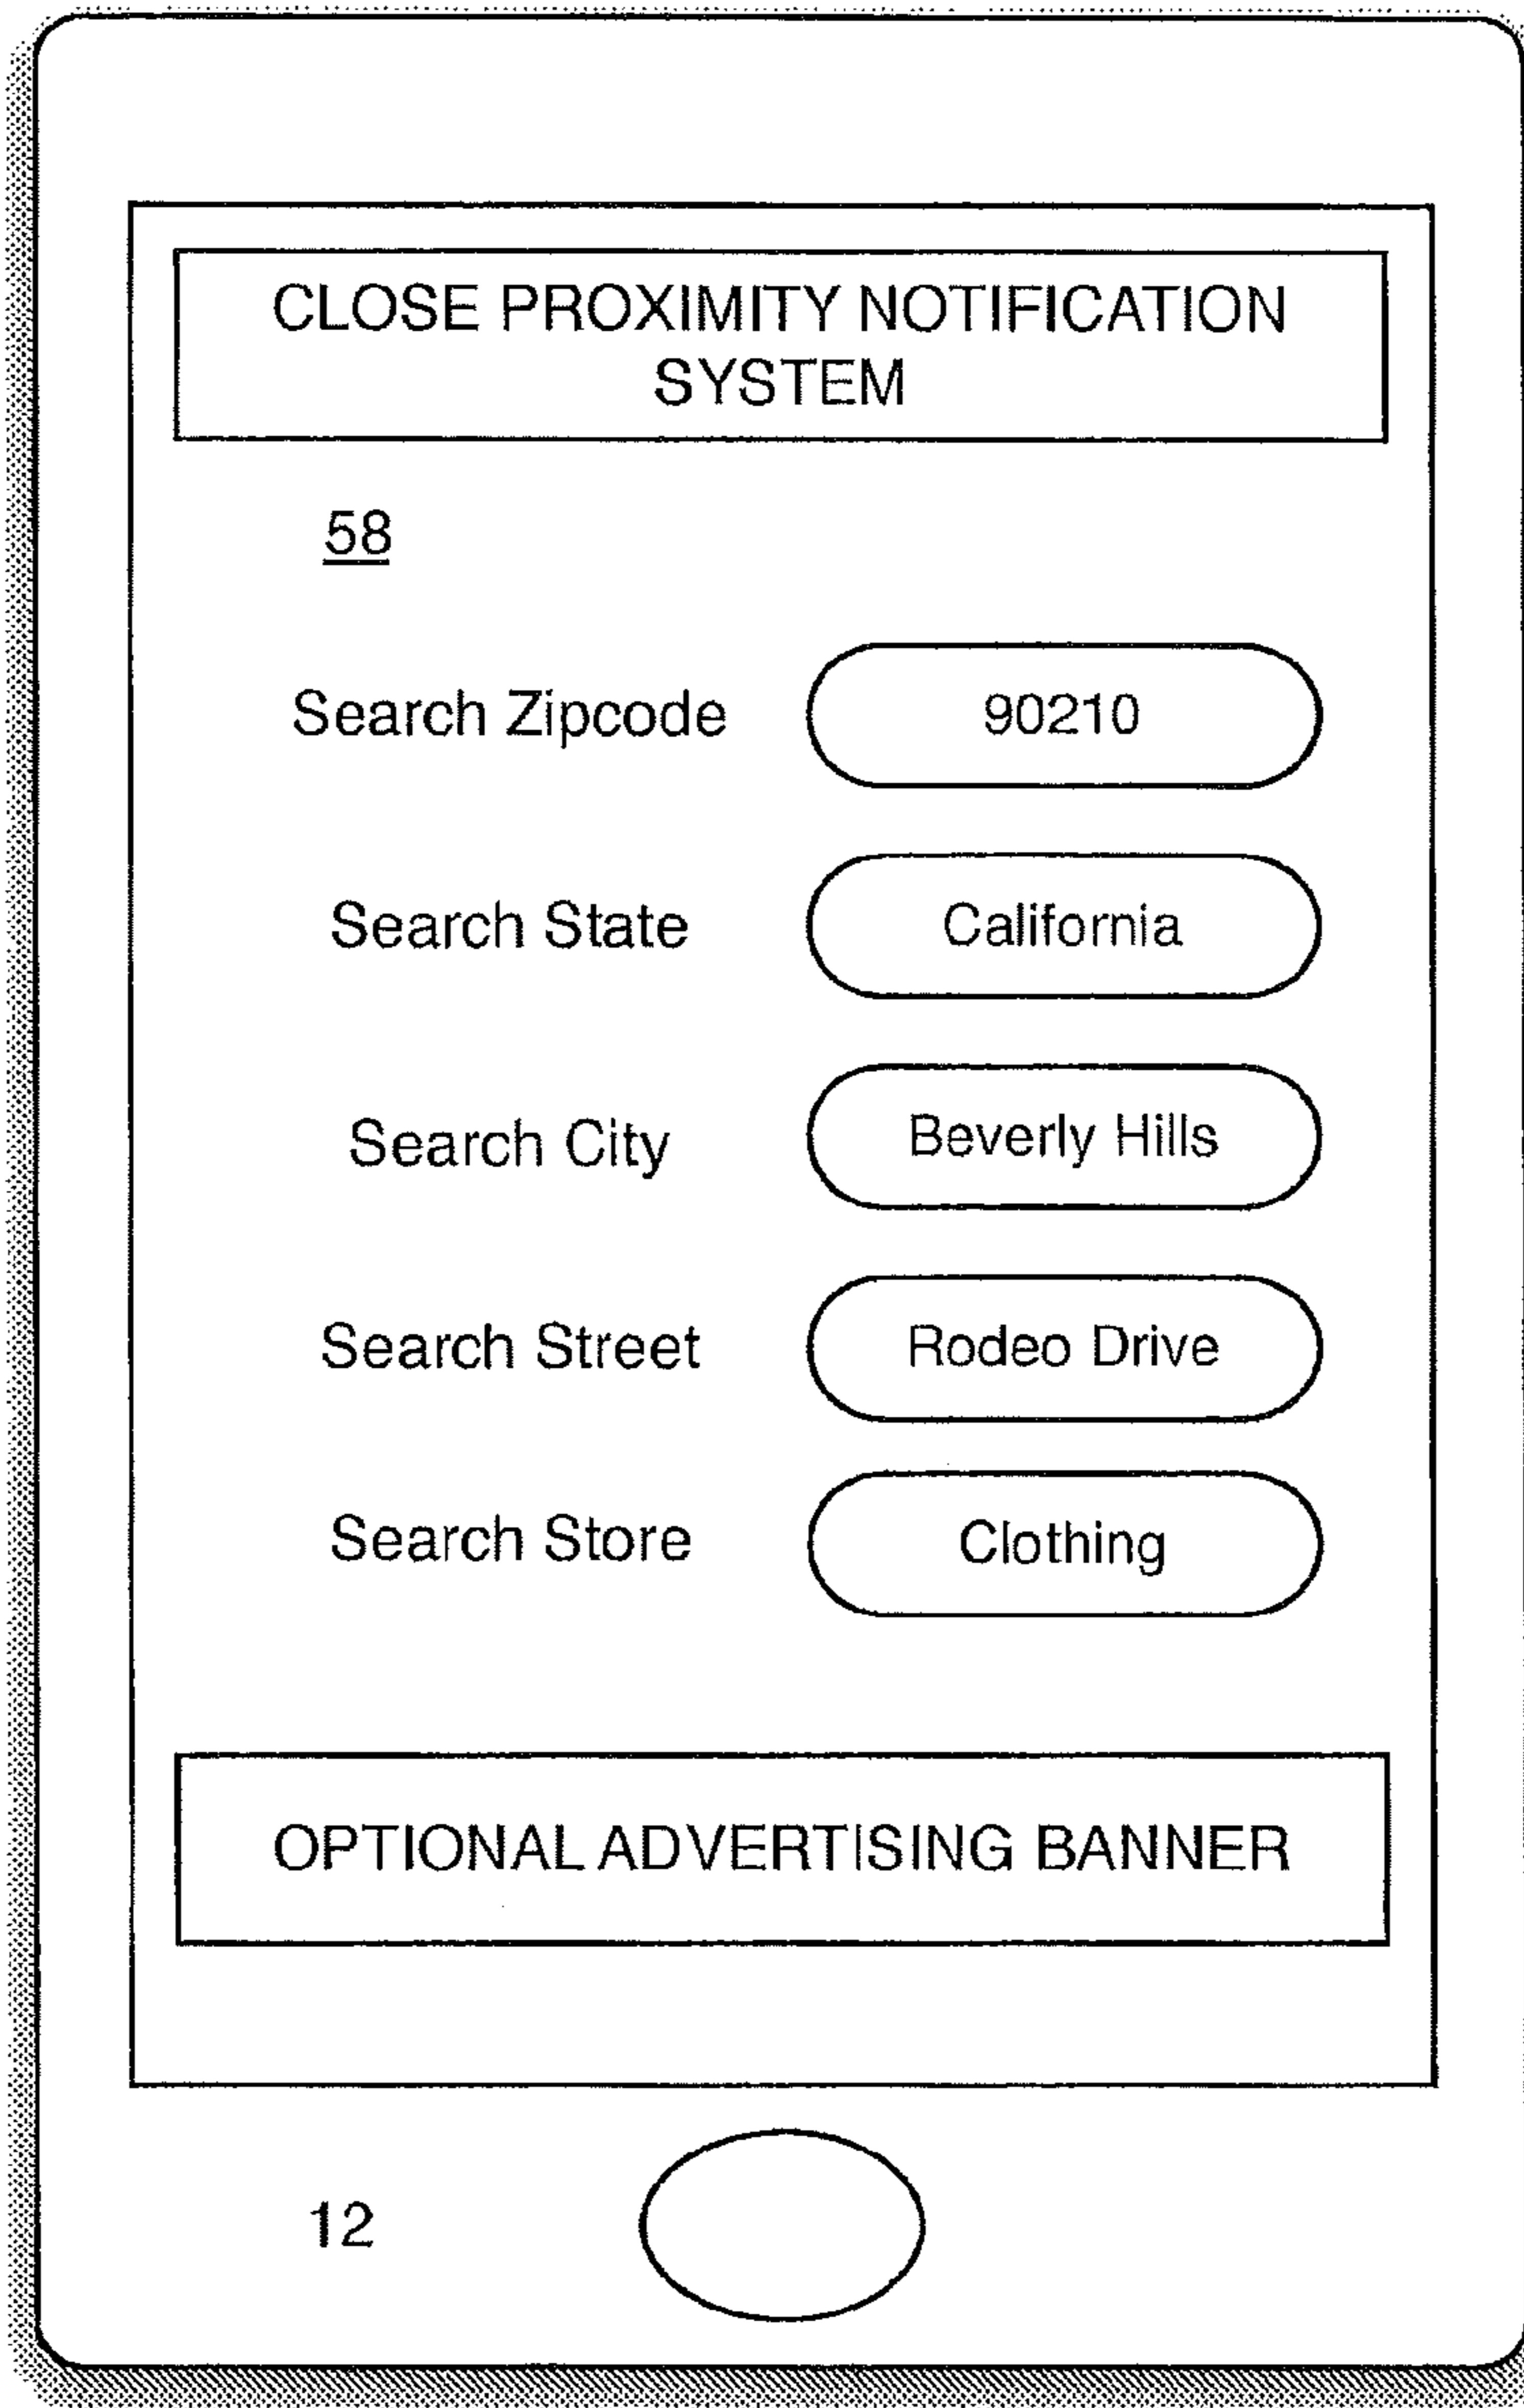 CLOSE PROXIMITY NOTIFICATION
SYSTEM
58
Search Zipcode 90210
Search State California
Search City Beverly Hills
Search Street Rodeo Drive
Search Store Clothing
OPTIONAL ADVERTISING BANNER
12